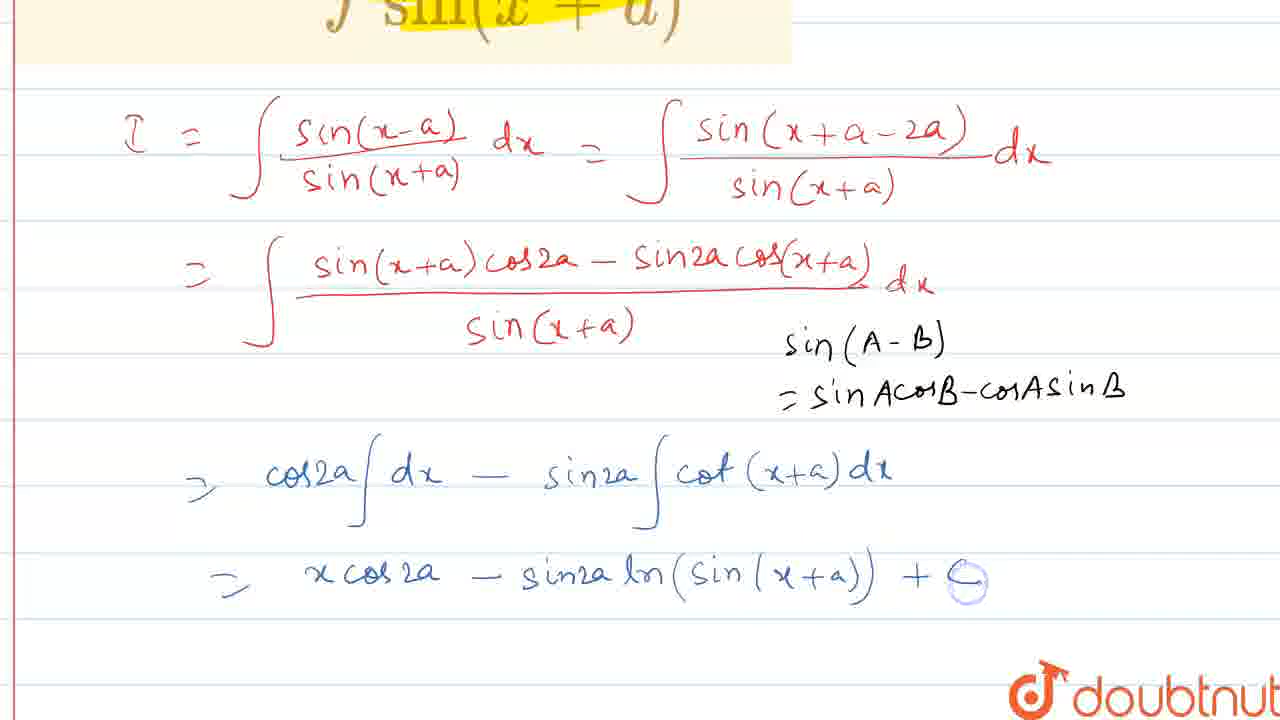 ∫ sin(x + a)
I = ∫ sin(x-a)/sin(x+a) dx = ∫ sin(x+a-2a)/sin(x+a) dx
= ∫ sin(x+a)cos2a - sin2a cos(x+a)/sin(x+a) dx
sin(A-B)
= sinAcosB-cosAsinB
= cos2a ∫ dx - sin2a ∫ cot(x+a)dx
= x cos2a - sin2a ln(sin(x+a)) + C
doubtnut